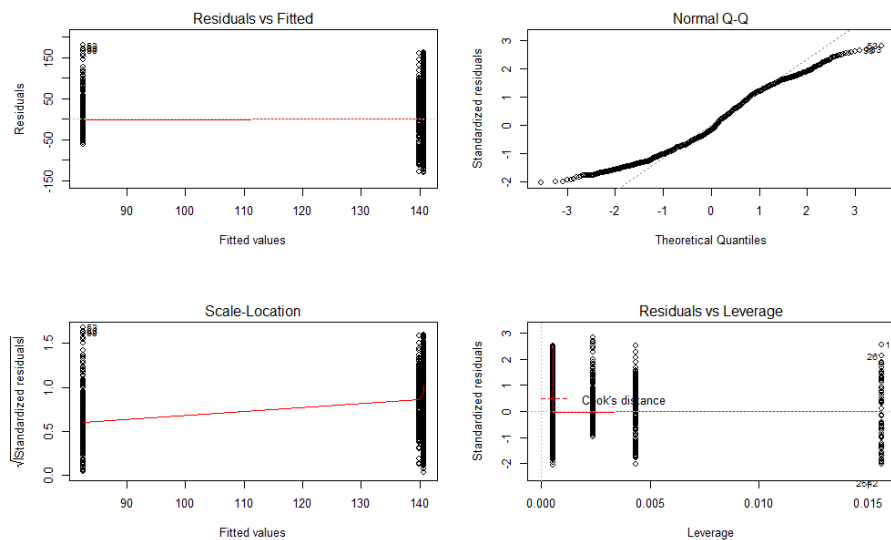 Residuals vs Fitted
Residuals
150
50
-50
-150
90 100 110 120 130 140
Fitted values
Normal Q-Q
Standardized residuals
3
2
1
0
-1
-2
-3 -2 -1 0 1 2 3
Theoretical Quantiles
Scale-Location
√|Standardized residuals|
1.5
1.0
0.5
0.0
90 100 110 120 130 140
Fitted values
Residuals vs Leverage
Standardized residuals
3
2
1
0
-1
-2
Cook's distance
1
26
2542
0.000 0.005 0.010 0.015
Leverage